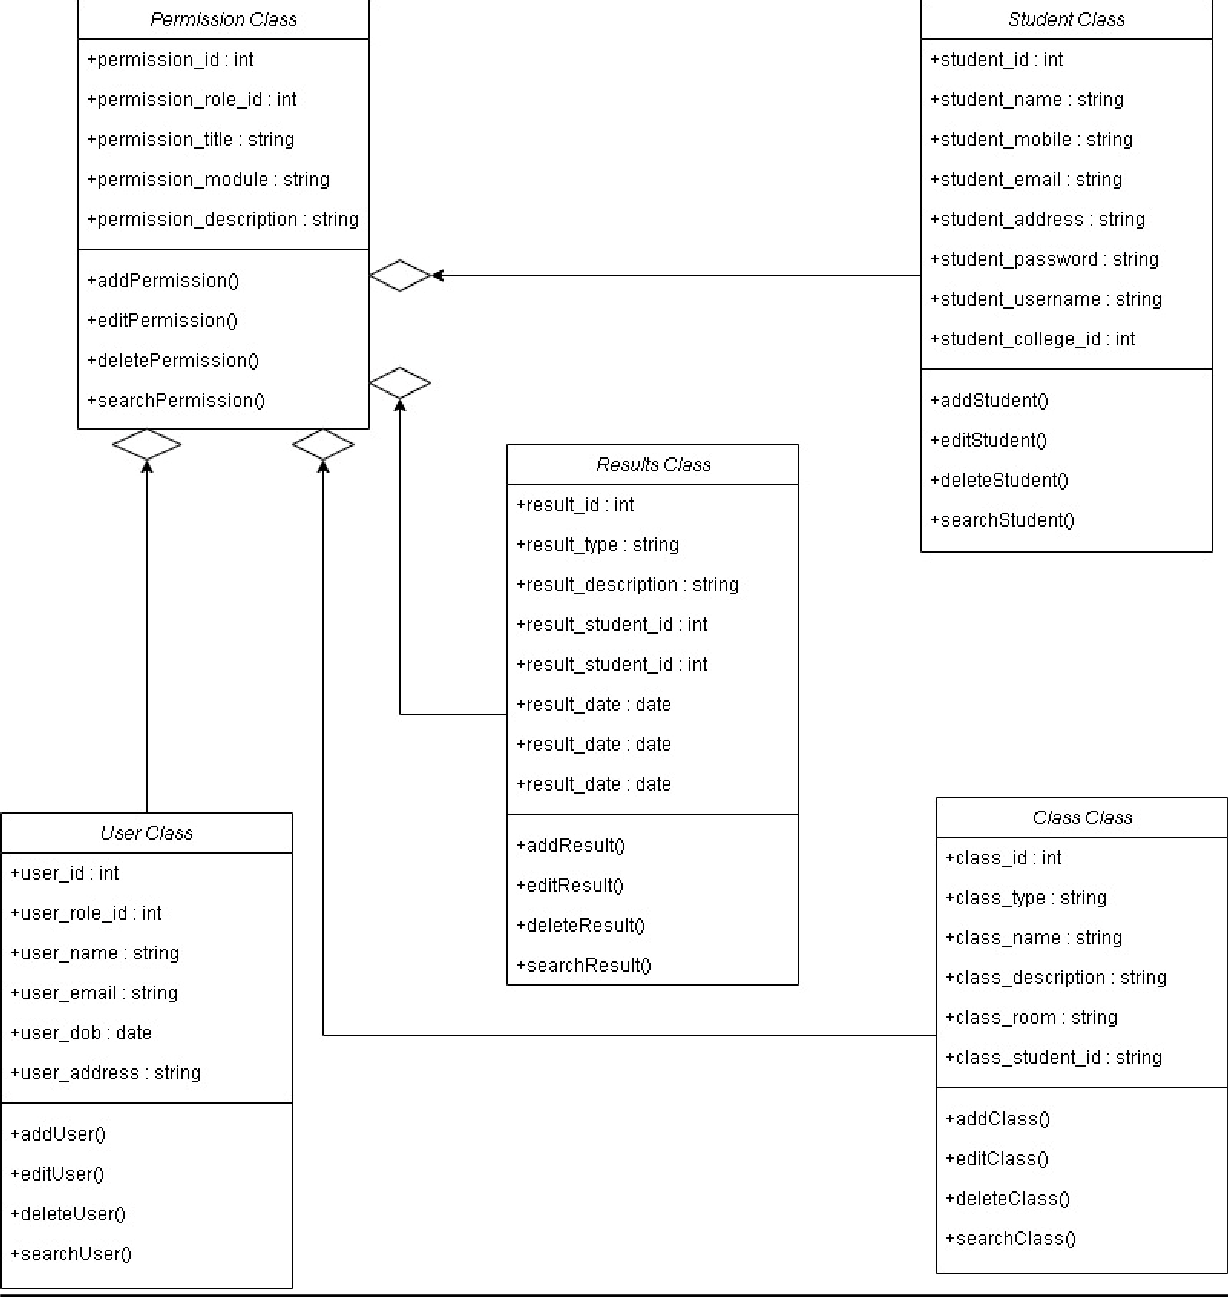 Permission Class
+permission_id : int
+permission_role_id : int
+permission_title : string
+permission_module : string
+permission_description : string
+addPermission()
+editPermission()
+deletePermission()
+searchPermission()
Student Class
+student_id : int
+student_name : string
+student_mobile : string
+student_email : string
+student_address : string
+student_password : string
+student_username : string
+student_college_id : int
+addStudent()
+editStudent()
+deleteStudent()
+searchStudent()
Results Class
+result_id : int
+result_type : string
+result_description : string
+result_student_id : int
+result_student_id : int
+result_date : date
+result_date : date
+result_date : date
+addResult()
+editResult()
+deleteResult()
+searchResult()
User Class
+user_id : int
+user_role_id : int
+user_name : string
+user_email : string
+user_dob : date
+user_address : string
+addUser()
+editUser()
+deleteUser()
+searchUser()
Class Class
+class_id : int
+class_type : string
+class_name : string
+class_description : string
+class_room : string
+class_student_id : string
+addClass()
+editClass()
+deleteClass()
+searchClass()